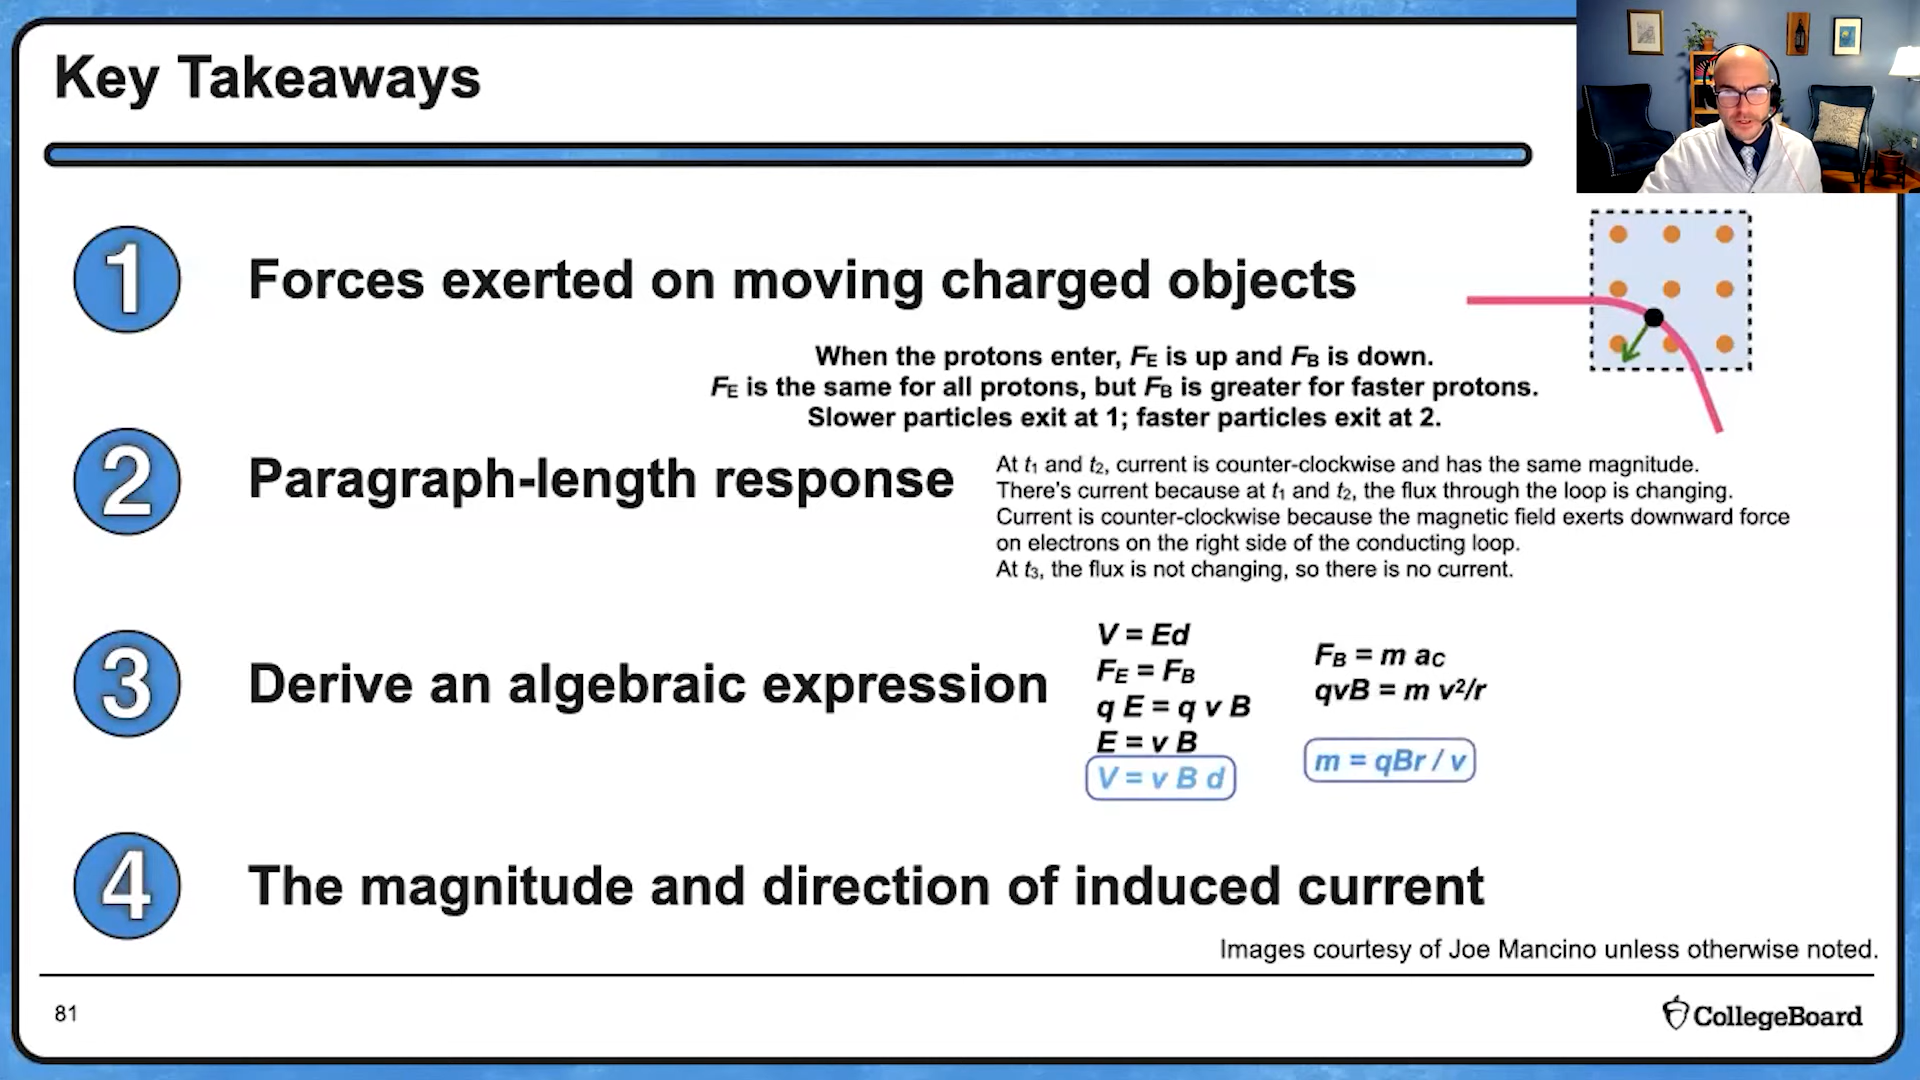 Key Takeaways
1
Forces exerted on moving charged objects
When the protons enter, FE is up and FB is down.
FE is the same for all protons, but FB is greater for faster protons.
Slower particles exit at 1; faster particles exit at 2.
2
Paragraph-length response
At t1 and t2, current is counter-clockwise and has the same magnitude.
There's current because at t1 and t2, the flux through the loop is changing.
Current is counter-clockwise because the magnetic field exerts downward force
on electrons on the right side of the conducting loop.
At t3, the flux is not changing, so there is no current.
3
Derive an algebraic expression
V = Ed
FE = FB
q E = q v B
E = v B
V = v B d
FB = m aC
qvB = m v²/r
m = qBr / v
4
The magnitude and direction of induced current
Images courtesy of Joe Mancino unless otherwise noted.
81
CollegeBoard